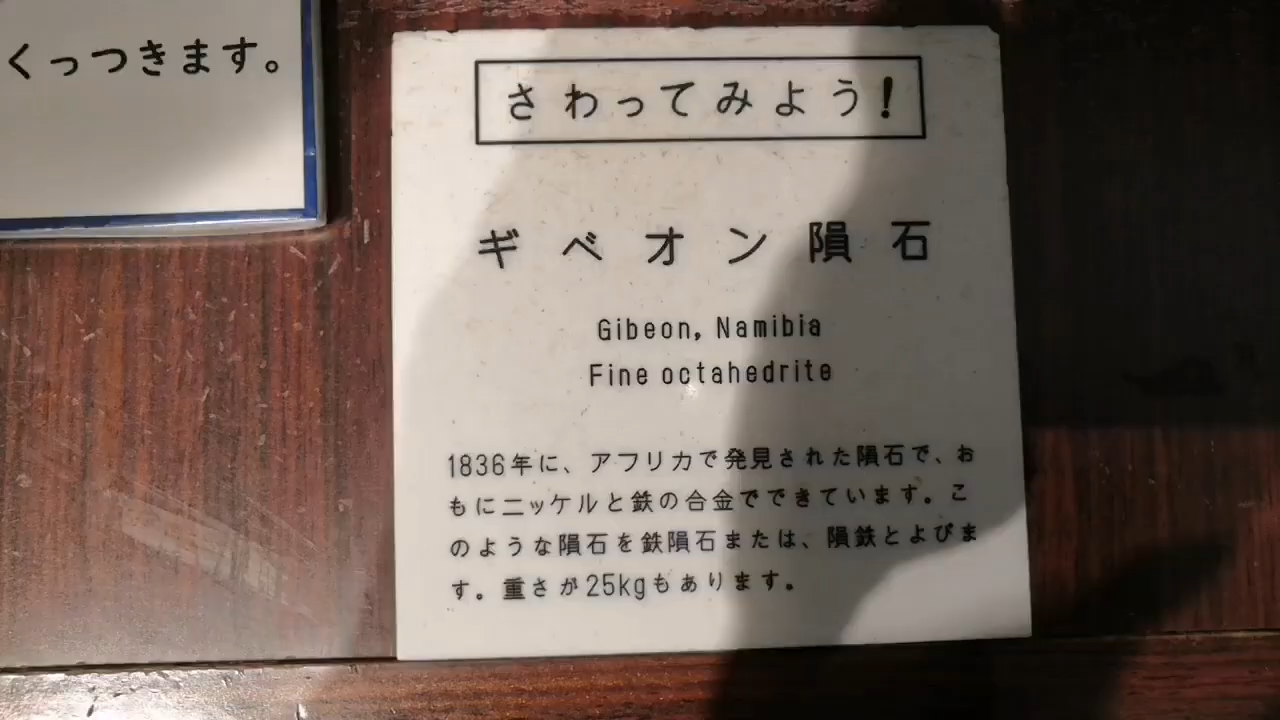 くっつきます。
さわってみよう!
ギベオン隕石
Gibeon, Namibia
Fine octahedrite
1836年に、アフリカで発見された隕石で、お
もにニッケルと鉄の合金でできています。こ
のような隕石を鉄隕石または、隕鉄とよびま
す。重さが25kgもあります。